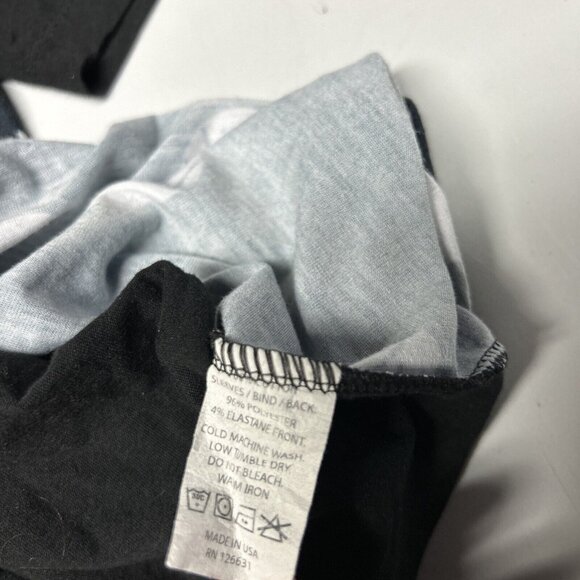 SLEEVES / BIND / BACK.
96% POLYESTER
4% ELASTANE FRONT.
COLD MACHINE WASH.
LOW TUMBLE DRY.
DO NOT BLEACH.
WAM IRON
MADE IN USA
RN 126631